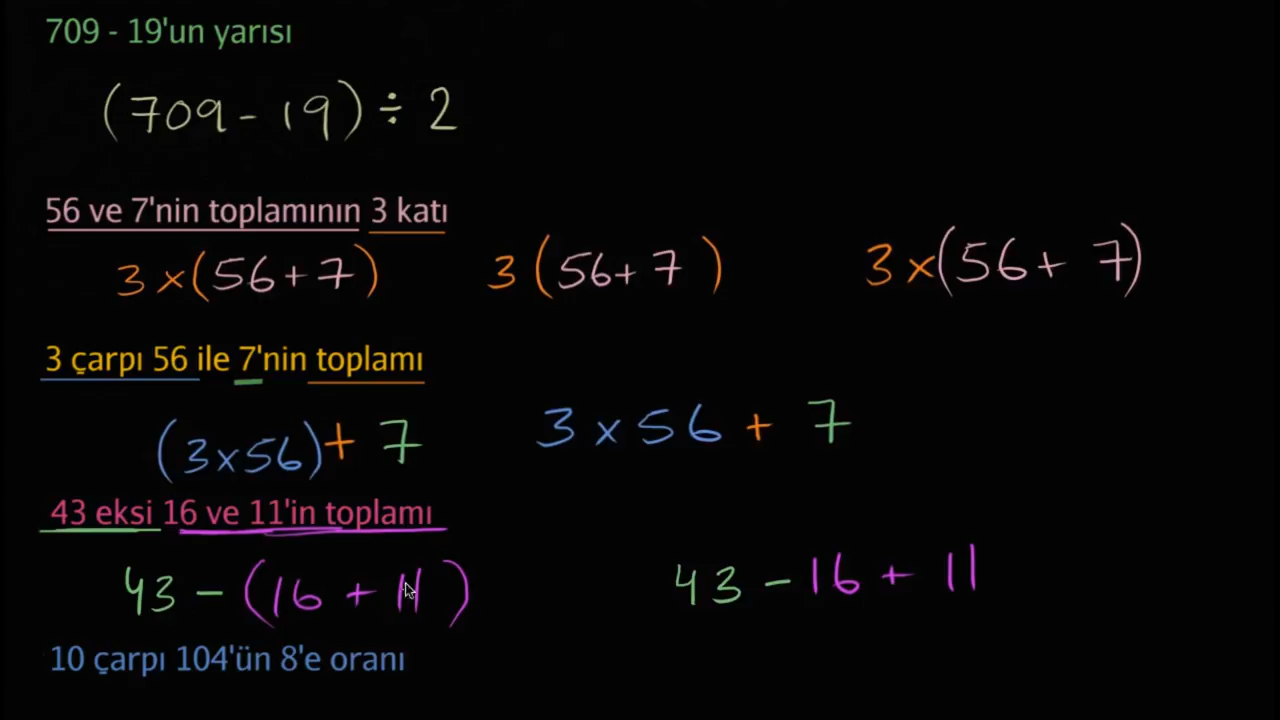 709 - 19'un yarısı
(709 - 19) ÷ 2
56 ve 7'nin toplamının 3 katı
3 x (56 + 7) 3 (56 + 7) 3 x (56 + 7)
3 çarpı 56 ile 7'nin toplamı
(3 x 56) + 7 3 x 56 + 7
43 eksi 16 ve 11'in toplamı
43 - (16 + 11) 43 - 16 + 11
10 çarpı 104'ün 8'e oranı